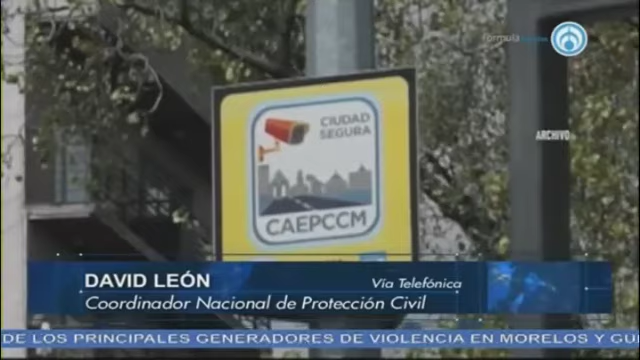 Fórmula
ARCHIVO
CIUDAD
SEGURA
CAEPCCM
DAVID LEÓN
Vía Telefónica
Coordinador Nacional de Protección Civil
DE LOS PRINCIPALES GENERADORES DE VIOLENCIA EN MORELOS Y GU